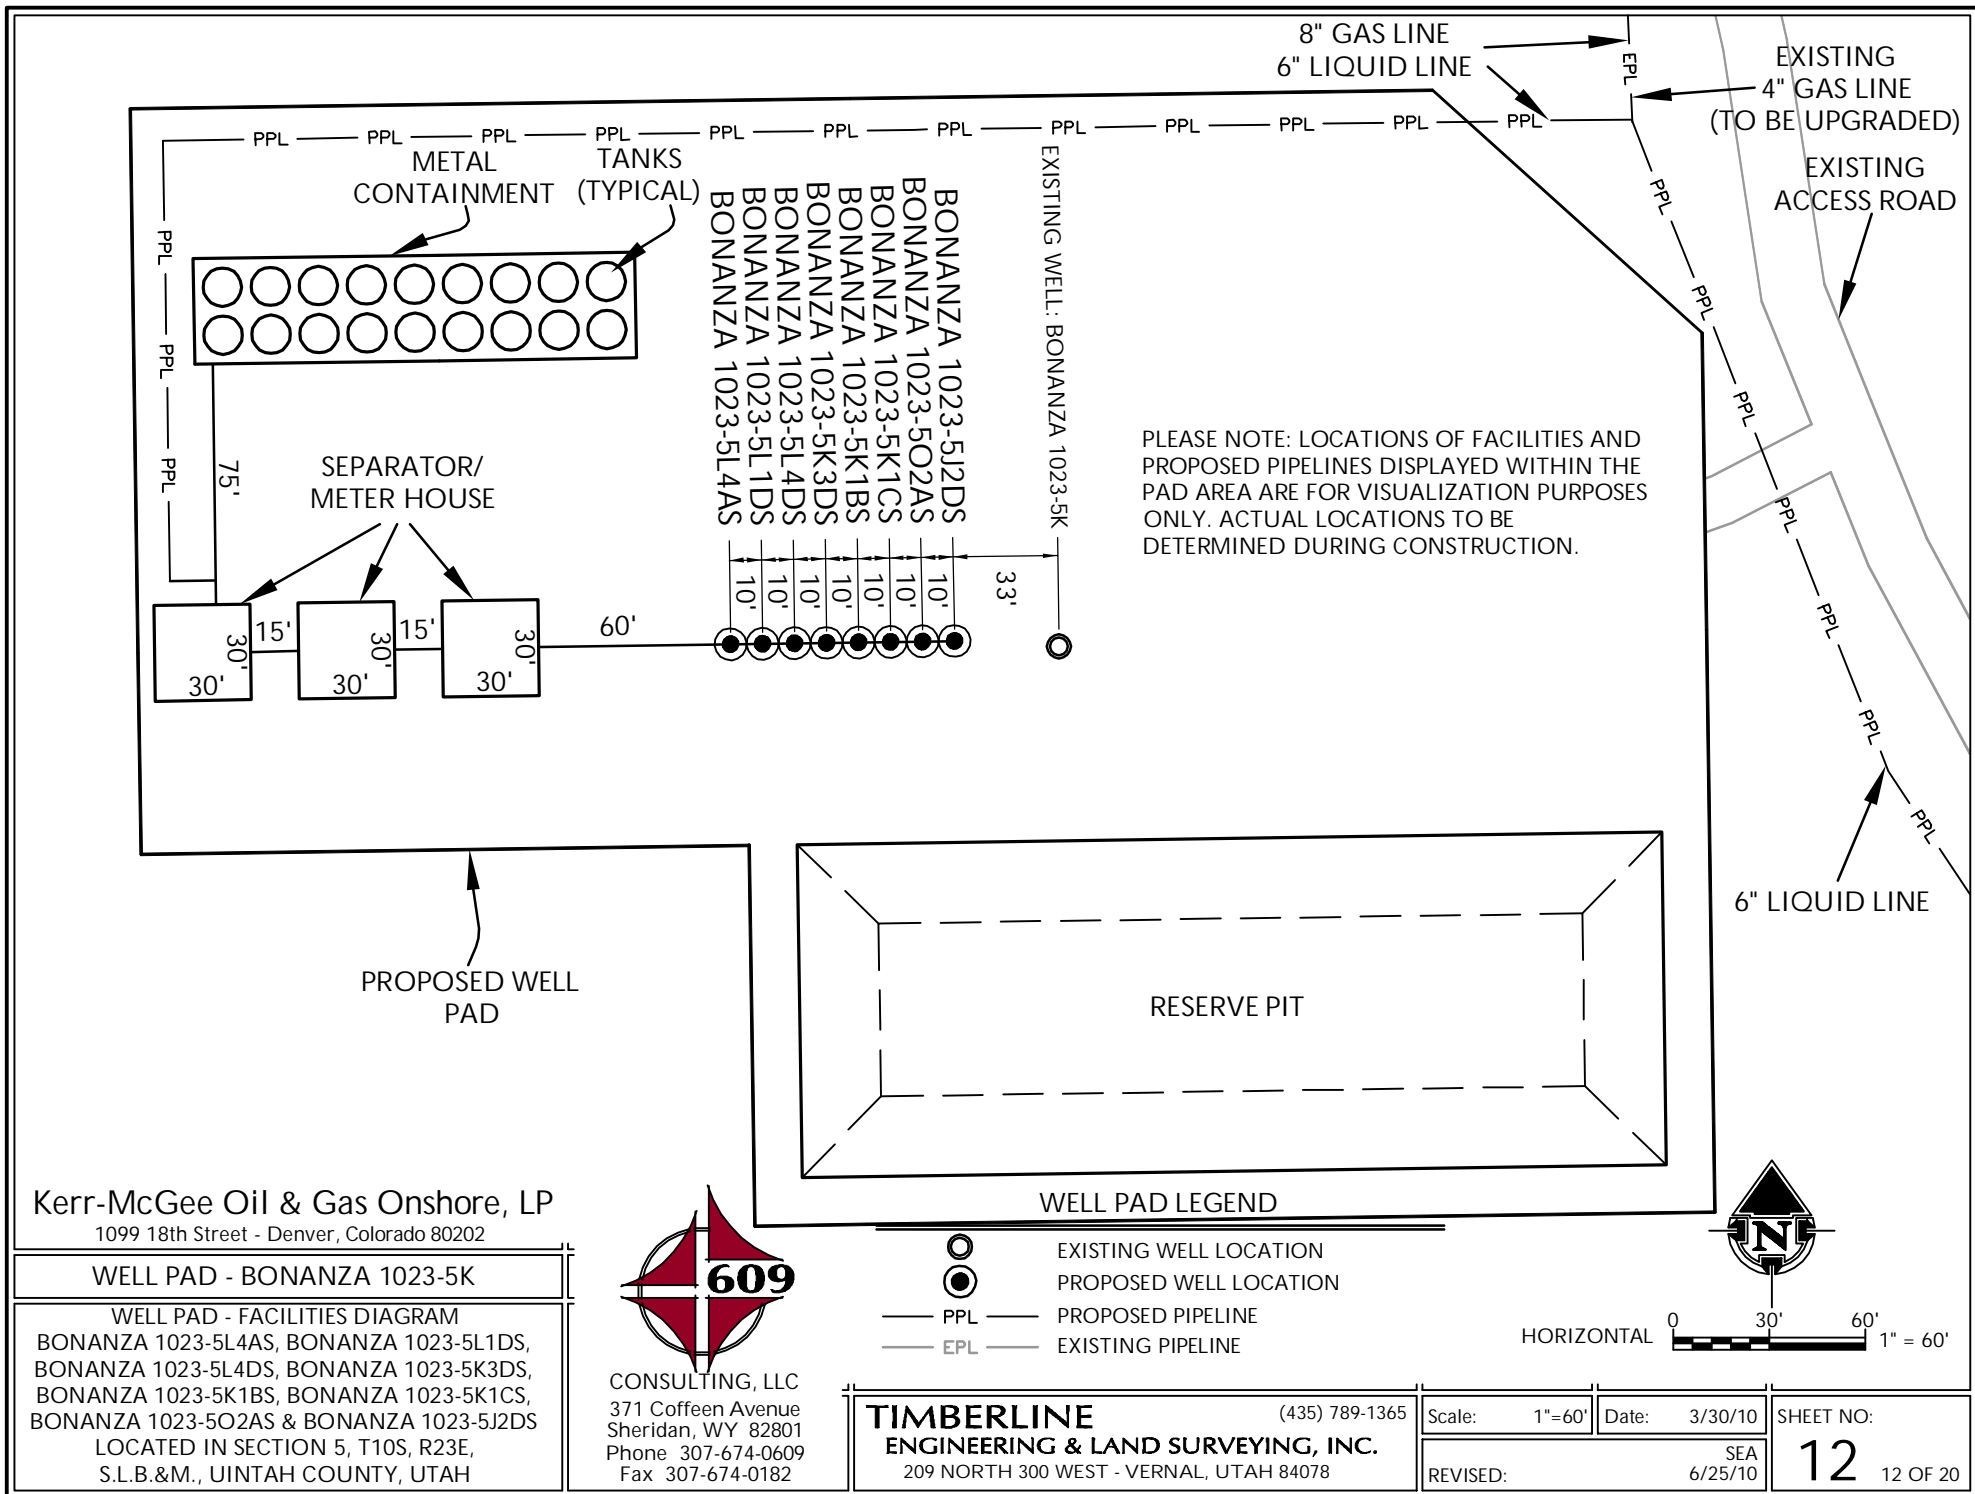 8" GAS LINE
6" LIQUID LINE
EPL
EXISTING
4" GAS LINE
(TO BE UPGRADED)
EXISTING
ACCESS ROAD
PPL PPL PPL PPL PPL PPL PPL PPL PPL PPL PPL PPL
METAL
CONTAINMENT
TANKS
(TYPICAL)
PPL
PPL
PPL
BONANZA 1023-5L4AS
BONANZA 1023-5L1DS
BONANZA 1023-5L4DS
BONANZA 1023-5K3DS
BONANZA 1023-5K1BS
BONANZA 1023-5K1CS
BONANZA 1023-5O2AS
BONANZA 1023-5J2DS
EXISTING WELL: BONANZA 1023-5K
PPL
PPL
PPL
PPL
PPL
PPL
PPL
PLEASE NOTE: LOCATIONS OF FACILITIES AND
PROPOSED PIPELINES DISPLAYED WITHIN THE
PAD AREA ARE FOR VISUALIZATION PURPOSES
ONLY. ACTUAL LOCATIONS TO BE
DETERMINED DURING CONSTRUCTION.
75'
SEPARATOR/
METER HOUSE
10' 10' 10' 10' 10' 10' 10'
33'
30' 15' 30' 15' 30' 60'
30' 30' 30'
6" LIQUID LINE
PROPOSED WELL
PAD
RESERVE PIT
Kerr-McGee Oil & Gas Onshore, LP
1099 18th Street - Denver, Colorado 80202
WELL PAD - BONANZA 1023-5K
WELL PAD - FACILITIES DIAGRAM
BONANZA 1023-5L4AS, BONANZA 1023-5L1DS,
BONANZA 1023-5L4DS, BONANZA 1023-5K3DS,
BONANZA 1023-5K1BS, BONANZA 1023-5K1CS,
BONANZA 1023-5O2AS & BONANZA 1023-5J2DS
LOCATED IN SECTION 5, T10S, R23E,
S.L.B.&M., UINTAH COUNTY, UTAH
609
CONSULTING, LLC
371 Coffeen Avenue
Sheridan, WY 82801
Phone 307-674-0609
Fax 307-674-0182
WELL PAD LEGEND
EXISTING WELL LOCATION
PROPOSED WELL LOCATION
PPL PROPOSED PIPELINE
EPL EXISTING PIPELINE
N
HORIZONTAL 0 30' 60' 1" = 60'
TIMBERLINE (435) 789-1365
ENGINEERING & LAND SURVEYING, INC.
209 NORTH 300 WEST - VERNAL, UTAH 84078
Scale: 1"=60'
Date: 3/30/10
REVISED: SEA
6/25/10
SHEET NO:
12 12 OF 20